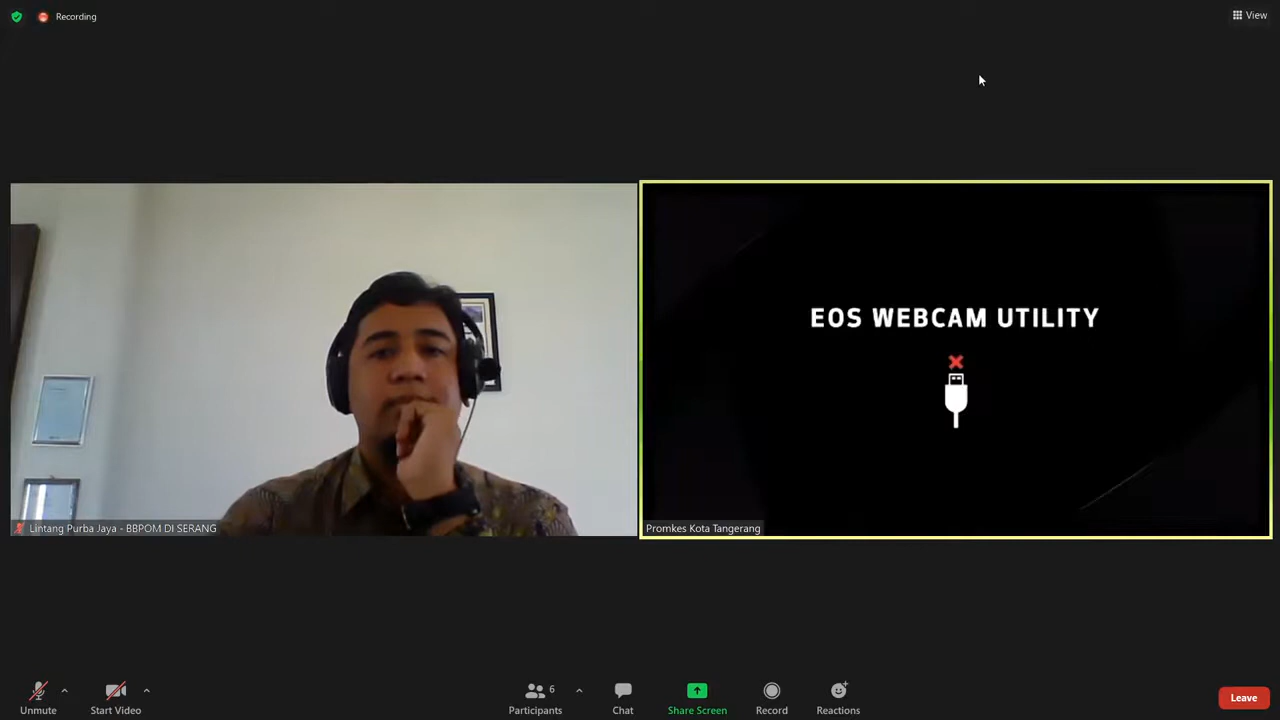 Recording
View
EOS WEBCAM UTILITY
Lintang Purba Jaya - BBPOM DI SERANG
Promkes Kota Tangerang
Unmute
Start Video
6
Participants
Chat
Share Screen
Record
Reactions
Leave